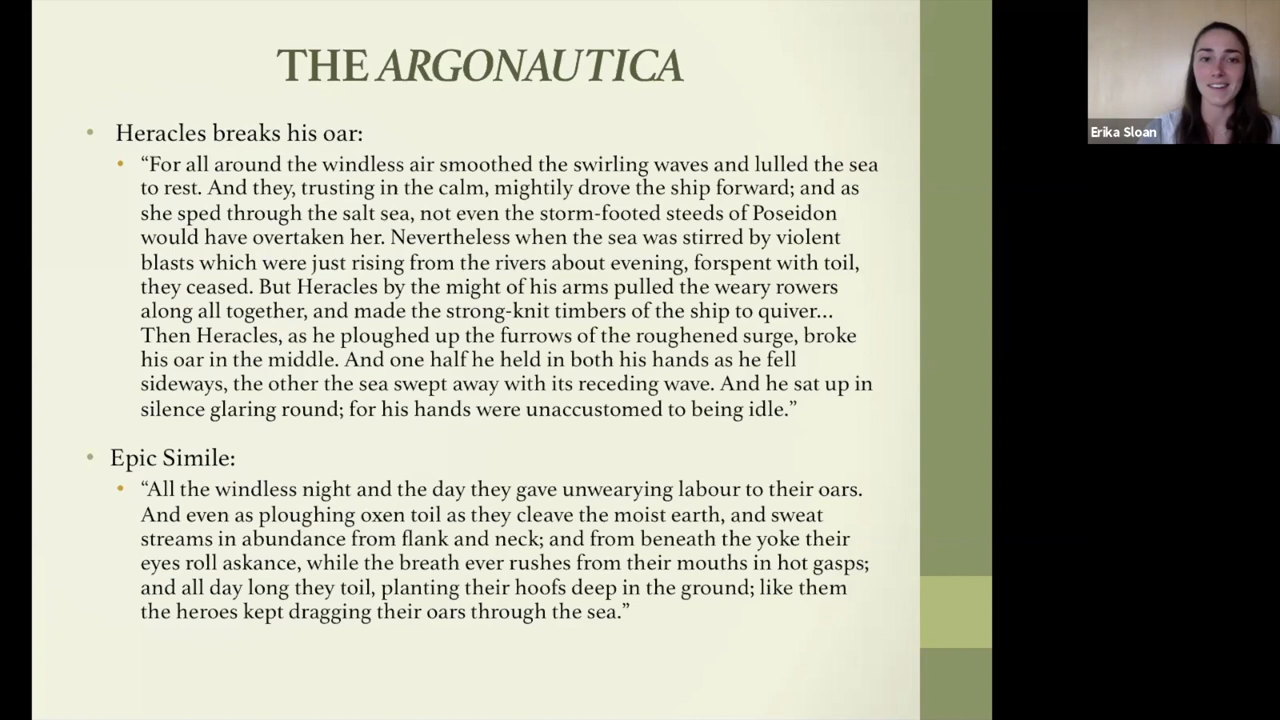 THE ARGONAUTICA
Erika Sloan
• Heracles breaks his oar:
• “For all around the windless air smoothed the swirling waves and lulled the sea
to rest. And they, trusting in the calm, mightily drove the ship forward; and as
she sped through the salt sea, not even the storm-footed steeds of Poseidon
would have overtaken her. Nevertheless when the sea was stirred by violent
blasts which were just rising from the rivers about evening, forspent with toil,
they ceased. But Heracles by the might of his arms pulled the weary rowers
along all together, and made the strong-knit timbers of the ship to quiver…
Then Heracles, as he ploughed up the furrows of the roughened surge, broke
his oar in the middle. And one half he held in both his hands as he fell
sideways, the other the sea swept away with its receding wave. And he sat up in
silence glaring round; for his hands were unaccustomed to being idle.”
• Epic Simile:
• “All the windless night and the day they gave unwearying labour to their oars.
And even as ploughing oxen toil as they cleave the moist earth, and sweat
streams in abundance from flank and neck; and from beneath the yoke their
eyes roll askance, while the breath ever rushes from their mouths in hot gasps;
and all day long they toil, planting their hoofs deep in the ground; like them
the heroes kept dragging their oars through the sea.”